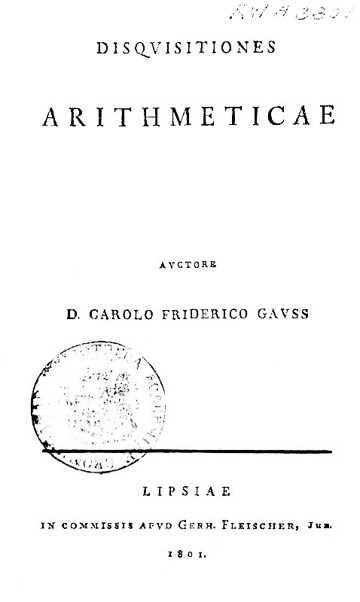 DISQVISITIONES
ARITHMETICAE
AVCTORE
D. CAROLO FRIDERICO GAVSS
LIPSIAE
IN COMMISSIS APVD GERH. FLEISCHER, Jun.
1801.